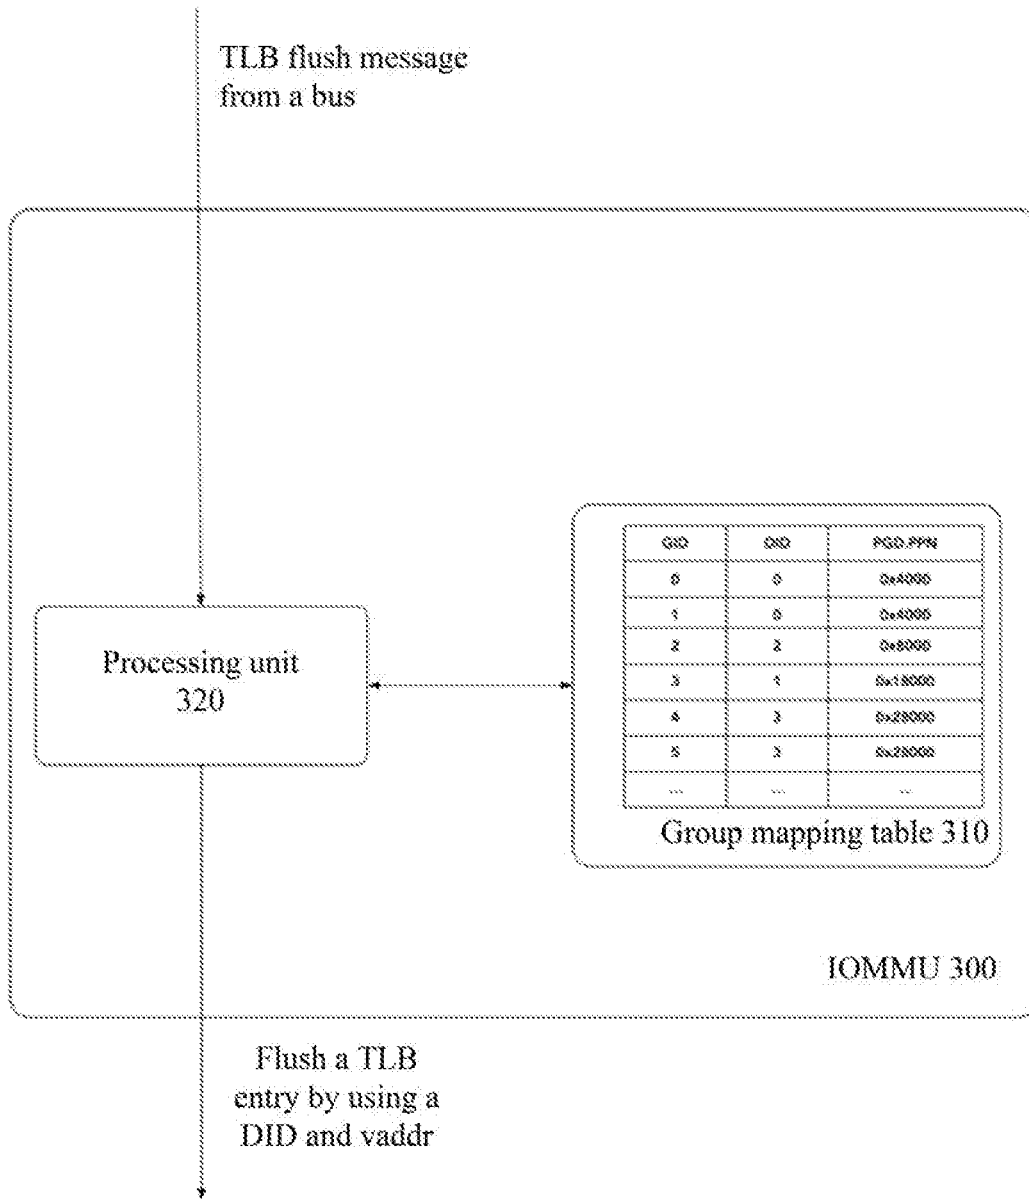 TLB flush message
from a bus
GID DID PGD.PPN
0 0 0x4000
1 0 0x4000
2 2 0x8000
3 1 0x18000
4 3 0x28000
5 3 0x28000
... ... ...
Processing unit
320
Group mapping table 310
IOMMU 300
Flush a TLB
entry by using a
DID and vaddr